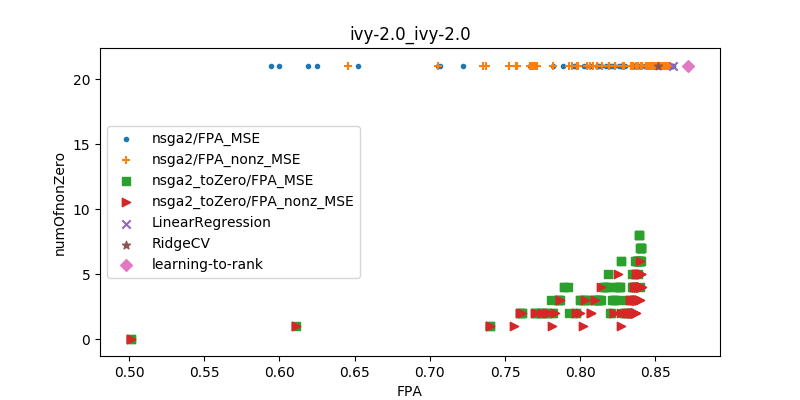 ivy-2.0_ivy-2.0
numOfnonZero
20
15
10
5
0
nsga2/FPA_MSE
nsga2/FPA_nonz_MSE
nsga2_toZero/FPA_MSE
nsga2_toZero/FPA_nonz_MSE
LinearRegression
RidgeCV
learning-to-rank
0.50 0.55 0.60 0.65 0.70 0.75 0.80 0.85
FPA